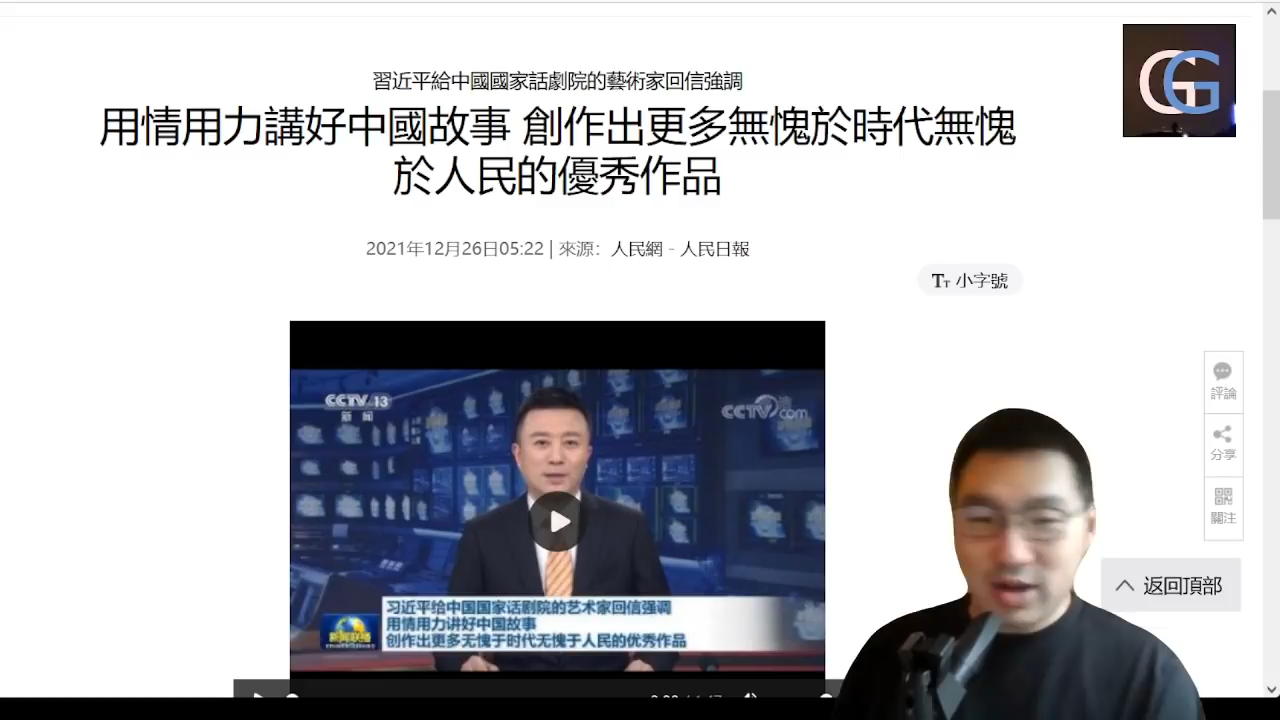 習近平給中國國家話劇院的藝術家回信強調
GG
用情用力講好中國故事 創作出更多無愧於時代無愧
於人民的優秀作品
2021年12月26日05:22 | 來源：人民網－人民日報
TT 小字號
CCTV 13
新闻
CCTV com
評論
分享
關注
返回頂部
习近平给中国国家话剧院的艺术家回信强调
用情用力讲好中国故事
创作出更多无愧于时代无愧于人民的优秀作品
新闻联播